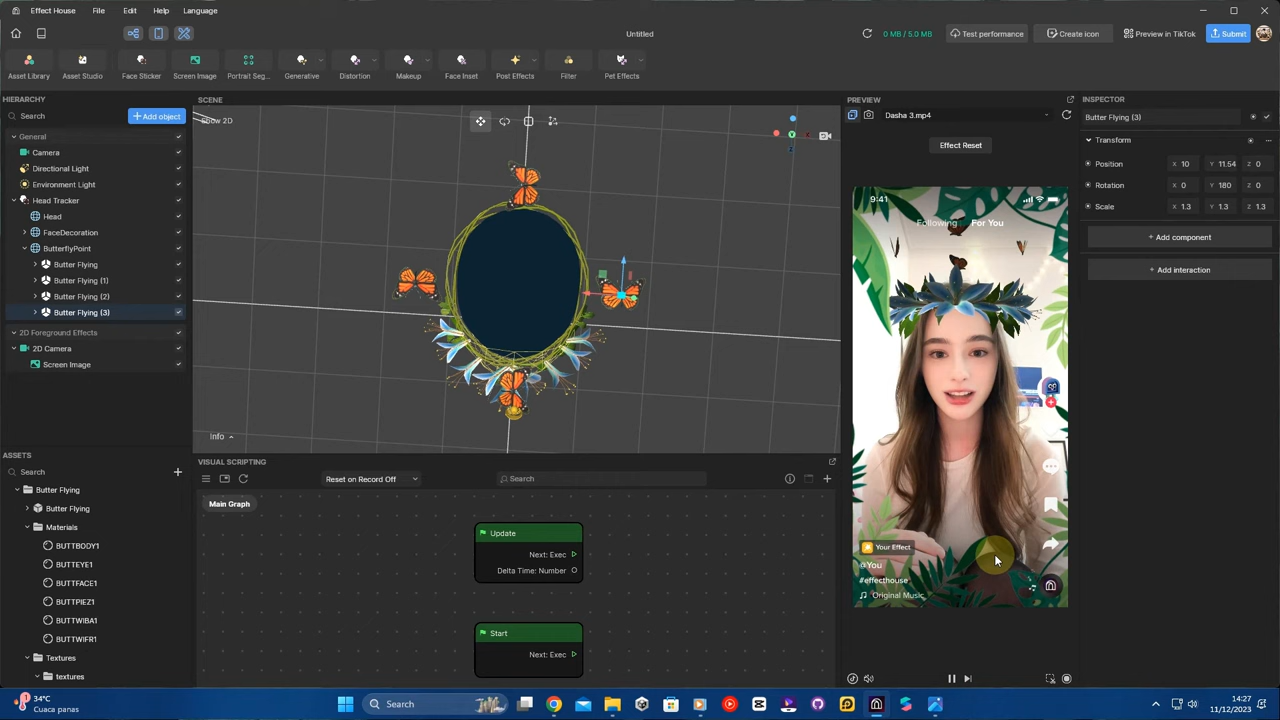 Effect House File Edit Help Language
Untitled
0 MB / 5.0 MB Test performance Create icon Preview in TikTok Submit
Asset Library Asset Studio Face Sticker Screen Image Portrait Seg... Generative Distortion Makeup Face Inset Post Effects Filter Pet Effects
HIERARCHY
Search
Add object
General
Camera
Directional Light
Environment Light
Head Tracker
Head
FaceDecoration
ButterflyPoint
Butter Flying
Butter Flying (1)
Butter Flying (2)
Butter Flying (3)
2D Foreground Effects
2D Camera
Screen Image
ASSETS
Search
Butter Flying
Butter Flying
Materials
BUTTBODY1
BUTTEYE1
BUTTFACE1
BUTTPIEZ1
BUTTWIBA1
BUTTWIFR1
Textures
textures
SCENE
Show 2D
Info
VISUAL SCRIPTING
Reset on Record Off
Search
Main Graph
Update
Next: Exec
Delta Time: Number
Start
Next: Exec
PREVIEW
Dasha 3.mp4
Effect Reset
9:41
Following For You
Your Effect
@You
#effecthouse
Original Music
INSPECTOR
Butter Flying (3)
Transform
Position X 10 Y 11.54 Z 0
Rotation X 0 Y 180 Z 0
Scale X 1.3 Y 1.3 Z 1.3
+ Add component
+ Add interaction
34°C
Cuaca panas
Search
14:27
11/12/2023